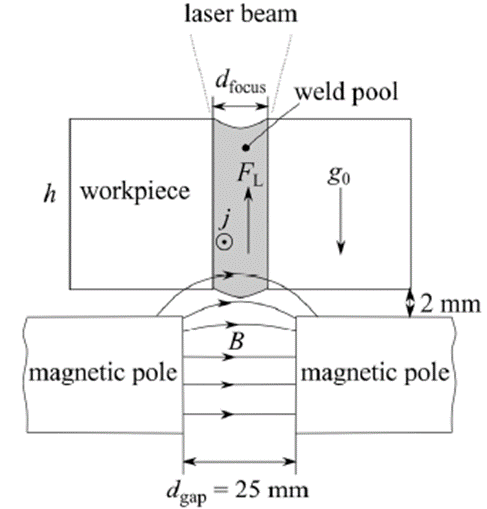 laser beam
d_focus
weld pool
h
workpiece
F_L
g_0
j
2 mm
B
magnetic pole
magnetic pole
d_gap = 25 mm